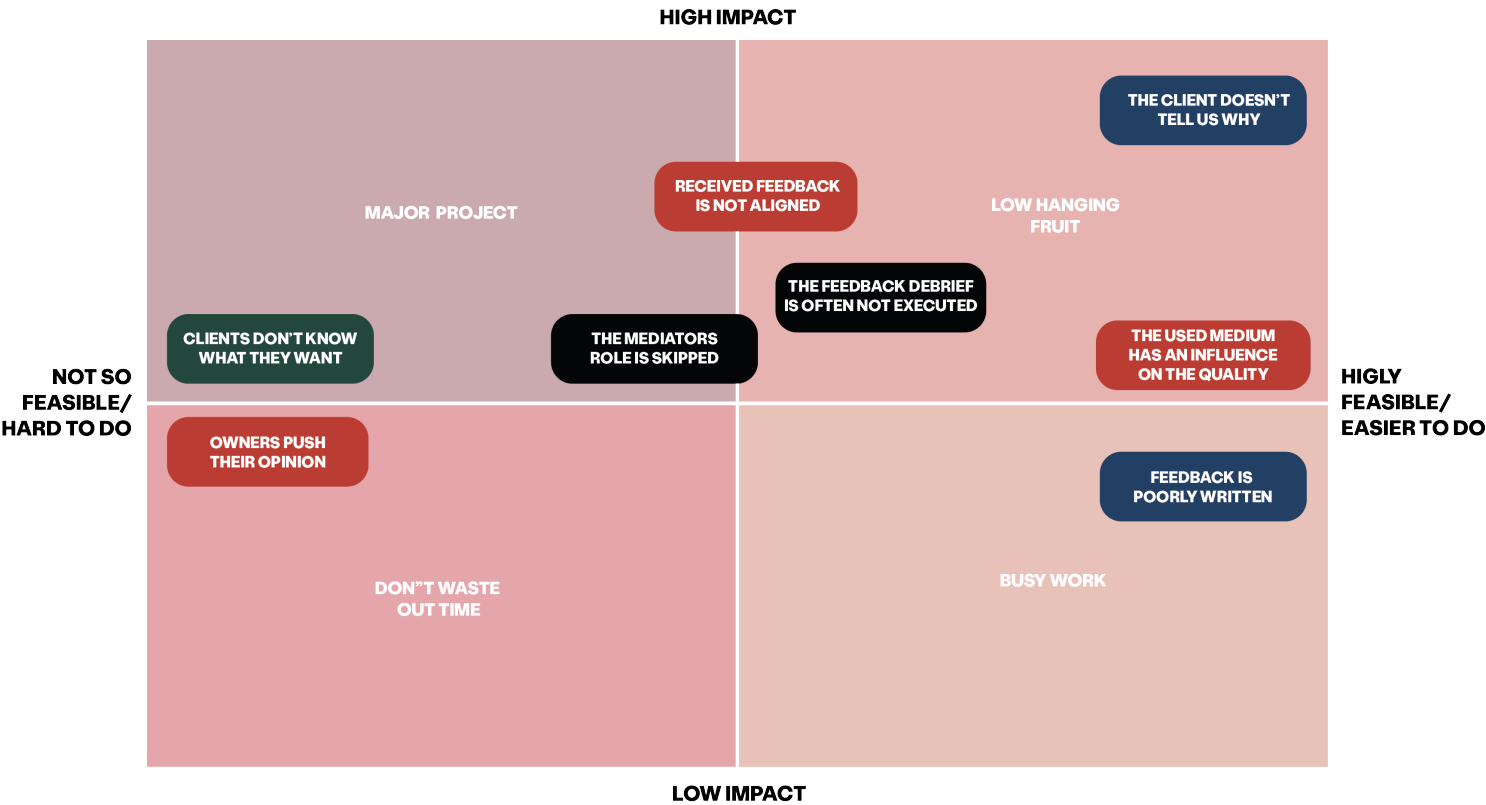 HIGH IMPACT
THE CLIENT DOESN'T
TELL US WHY
RECEIVED FEEDBACK
IS NOT ALIGNED
MAJOR PROJECT
LOW HANGING
FRUIT
THE FEEDBACK DEBRIEF
IS OFTEN NOT EXECUTED
CLIENTS DON'T KNOW
WHAT THEY WANT
THE MEDIATORS
ROLE IS SKIPPED
THE USED MEDIUM
HAS AN INFLUENCE
ON THE QUALITY
NOT SO
FEASIBLE/
HARD TO DO
HIGLY
FEASIBLE/
EASIER TO DO
OWNERS PUSH
THEIR OPINION
FEEDBACK IS
POORLY WRITTEN
DON”T WASTE
OUT TIME
BUSY WORK
LOW IMPACT